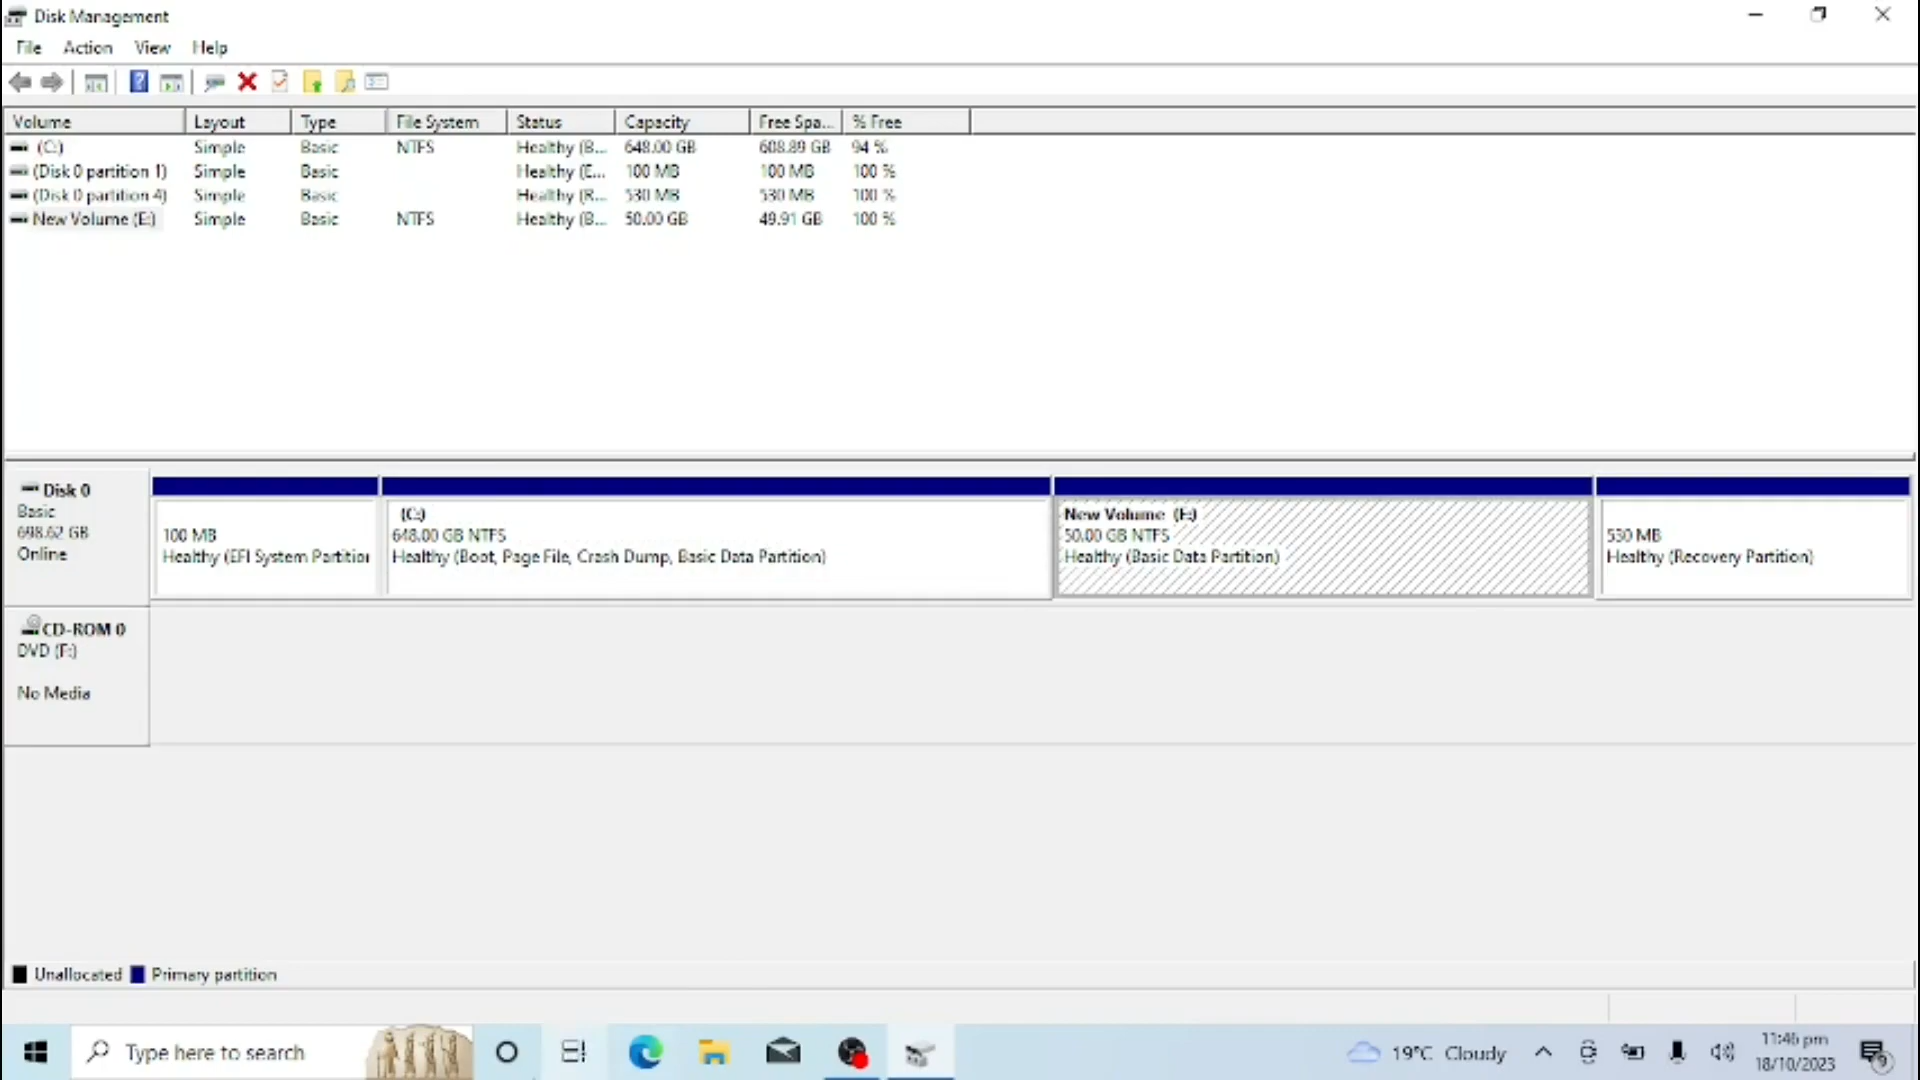 Disk Management
File Action View Help
Volume Layout Type File System Status Capacity Free Spa... % Free
(C:) Simple Basic NTFS Healthy (B... 648.00 GB 608.89 GB 94 %
(Disk 0 partition 1) Simple Basic Healthy (E... 100 MB 100 MB 100 %
(Disk 0 partition 4) Simple Basic Healthy (R... 530 MB 530 MB 100 %
New Volume (E:) Simple Basic NTFS Healthy (B... 50.00 GB 49.91 GB 100 %
Disk 0
Basic
698.62 GB
Online
100 MB
Healthy (EFI System Partition
(C:)
648.00 GB NTFS
Healthy (Boot, Page File, Crash Dump, Basic Data Partition)
New Volume (E:)
50.00 GB NTFS
Healthy (Basic Data Partition)
530 MB
Healthy (Recovery Partition)
CD-ROM 0
DVD (F:)
No Media
Unallocated Primary partition
Type here to search
19°C Cloudy
11:46 pm
18/10/2023
9